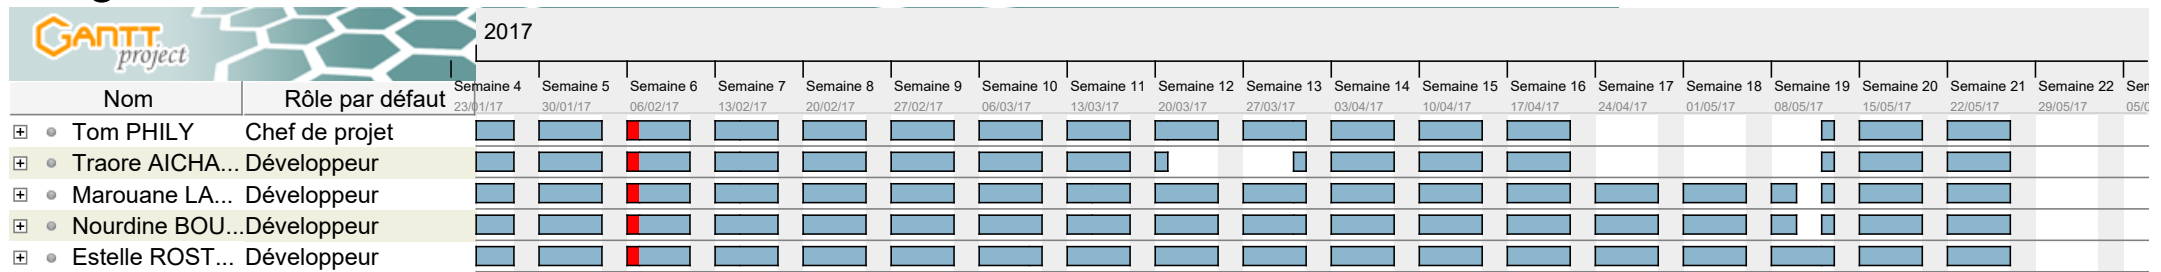 GANTT
project
2017
Semaine 4 Semaine 5 Semaine 6 Semaine 7 Semaine 8 Semaine 9 Semaine 10 Semaine 11 Semaine 12 Semaine 13 Semaine 14 Semaine 15 Semaine 16 Semaine 17 Semaine 18 Semaine 19 Semaine 20 Semaine 21 Semaine 22 Sen
23/01/17 30/01/17 06/02/17 13/02/17 20/02/17 27/02/17 06/03/17 13/03/17 20/03/17 27/03/17 03/04/17 10/04/17 17/04/17 24/04/17 01/05/17 08/05/17 15/05/17 22/05/17 29/05/17 05/0
Nom Rôle par défaut
Tom PHILY Chef de projet
Traore AICHA... Développeur
Marouane LA... Développeur
Nourdine BOU... Développeur
Estelle ROST... Développeur